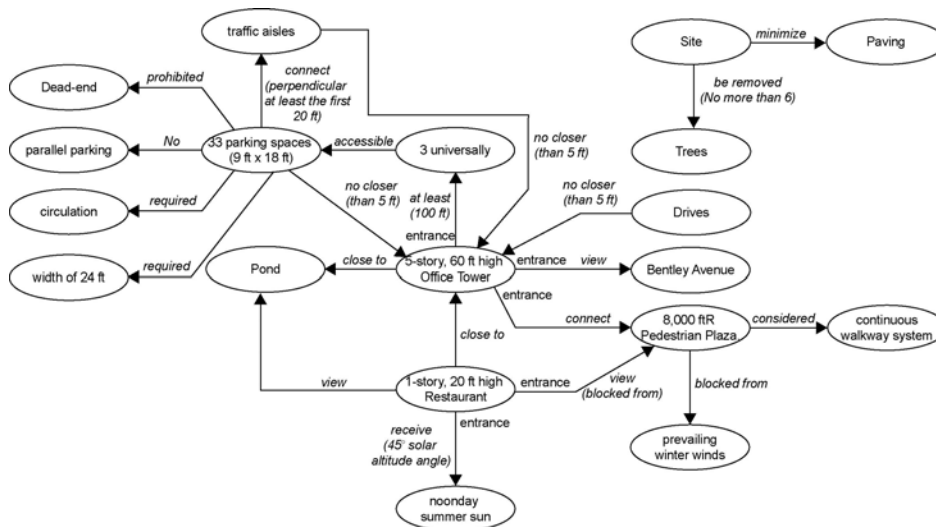 traffic aisles
Site
minimize
Paving
Dead-end
prohibited
connect
(perpendicular
at least the first
20 ft)
be removed
(No more than 6)
parallel parking
No
33 parking spaces
(9 ft x 18 ft)
accessible
3 universally
no closer
(than 5 ft)
Trees
circulation
required
no closer
(than 5 ft)
at least
(100 ft)
entrance
no closer
(than 5 ft)
Drives
width of 24 ft
required
Pond
close to
5-story, 60 ft high
Office Tower
entrance
view
Bentley Avenue
entrance
connect
8,000 ftR
Pedestrian Plaza
considered
continuous
walkway system
close to
view
1-story, 20 ft high
Restaurant
entrance
view
(blocked from)
blocked from
entrance
receive
(45° solar
altitude angle)
prevailing
winter winds
noonday
summer sun